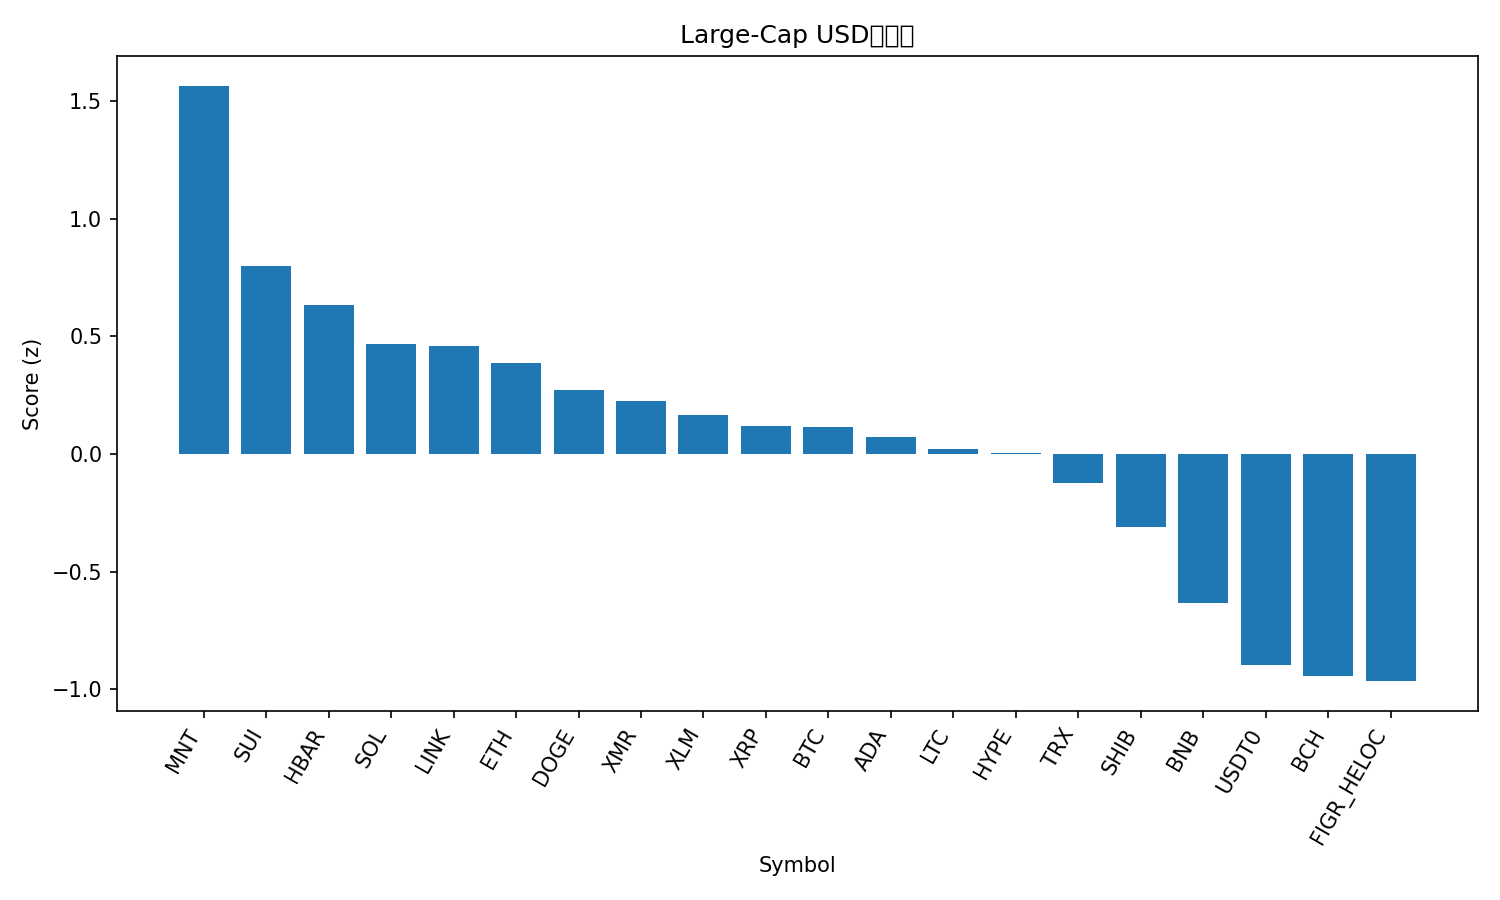 Large-Cap USD
Score (z)
1.5
1.0
0.5
0.0
−0.5
−1.0
MNT
SUI
HBAR
SOL
LINK
ETH
DOGE
XMR
XLM
XRP
BTC
ADA
LTC
HYPE
TRX
SHIB
BNB
USDT0
BCH
FIGR_HELOC
Symbol